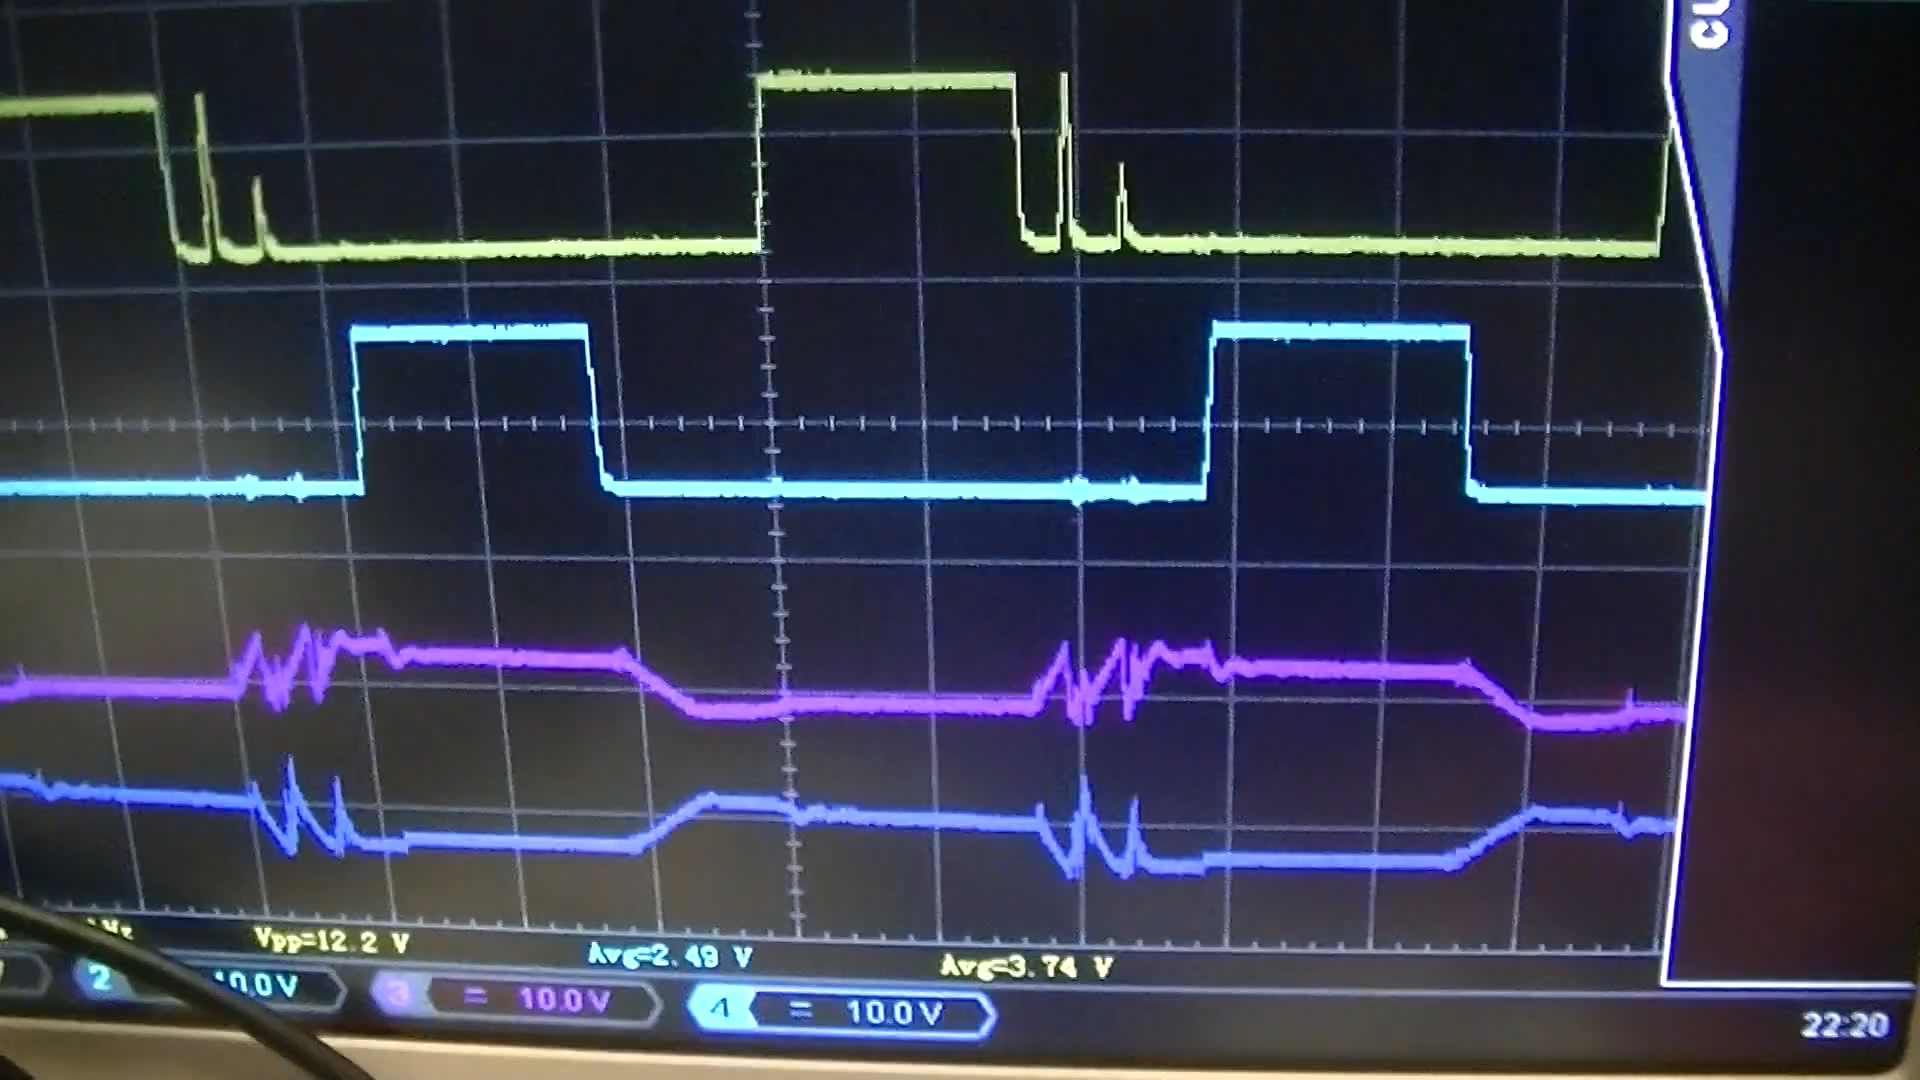 CU
Vpp=12.2 V
Avg=2.49 V
Avg=3.74 V
2
10.0V
3 = 10.0V
4 = 10.0V
22:20